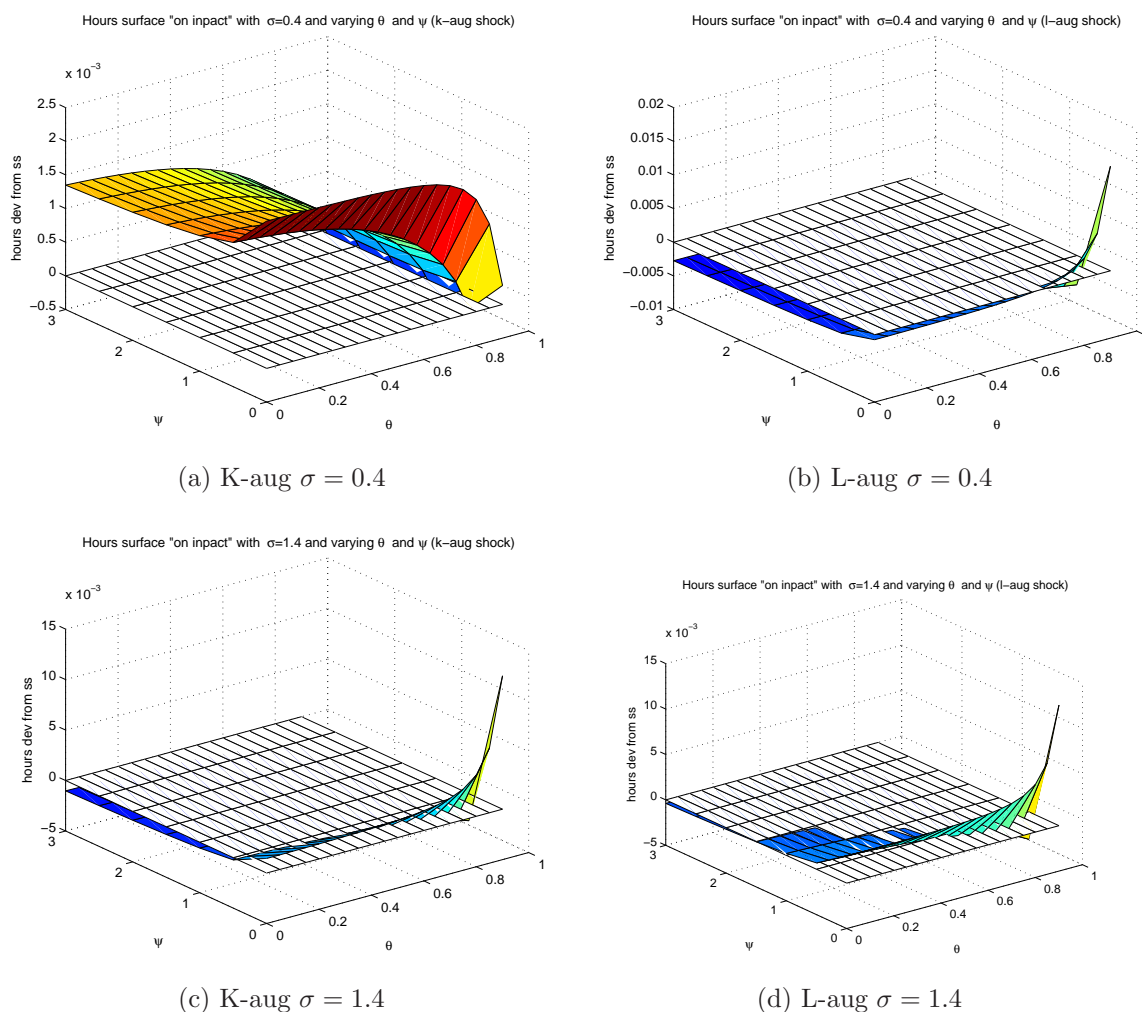 Hours surface "on inpact" with σ=0.4 and varying θ and ψ (k−aug shock)
x 10−3
2.5
2
1.5
1
0.5
0
−0.5
hours dev from ss
3
2
1
0
ψ
0
0.2
0.4
0.6
0.8
1
θ
(a) K-aug σ = 0.4
Hours surface "on inpact" with σ=0.4 and varying θ and ψ (l−aug shock)
0.02
0.015
0.01
0.005
0
−0.005
−0.01
hours dev from ss
3
2
1
0
ψ
0
0.2
0.4
0.6
0.8
θ
(b) L-aug σ = 0.4
Hours surface "on inpact" with σ=1.4 and varying θ and ψ (k−aug shock)
x 10−3
15
10
5
0
−5
hours dev from ss
3
2
1
0
ψ
0
0.2
0.4
0.6
0.8
1
θ
(c) K-aug σ = 1.4
Hours surface "on inpact" with σ=1.4 and varying θ and ψ (l−aug shock)
x 10−3
15
10
5
0
−5
hours dev from ss
3
2
1
0
ψ
0
0.2
0.4
0.6
0.8
1
θ
(d) L-aug σ = 1.4